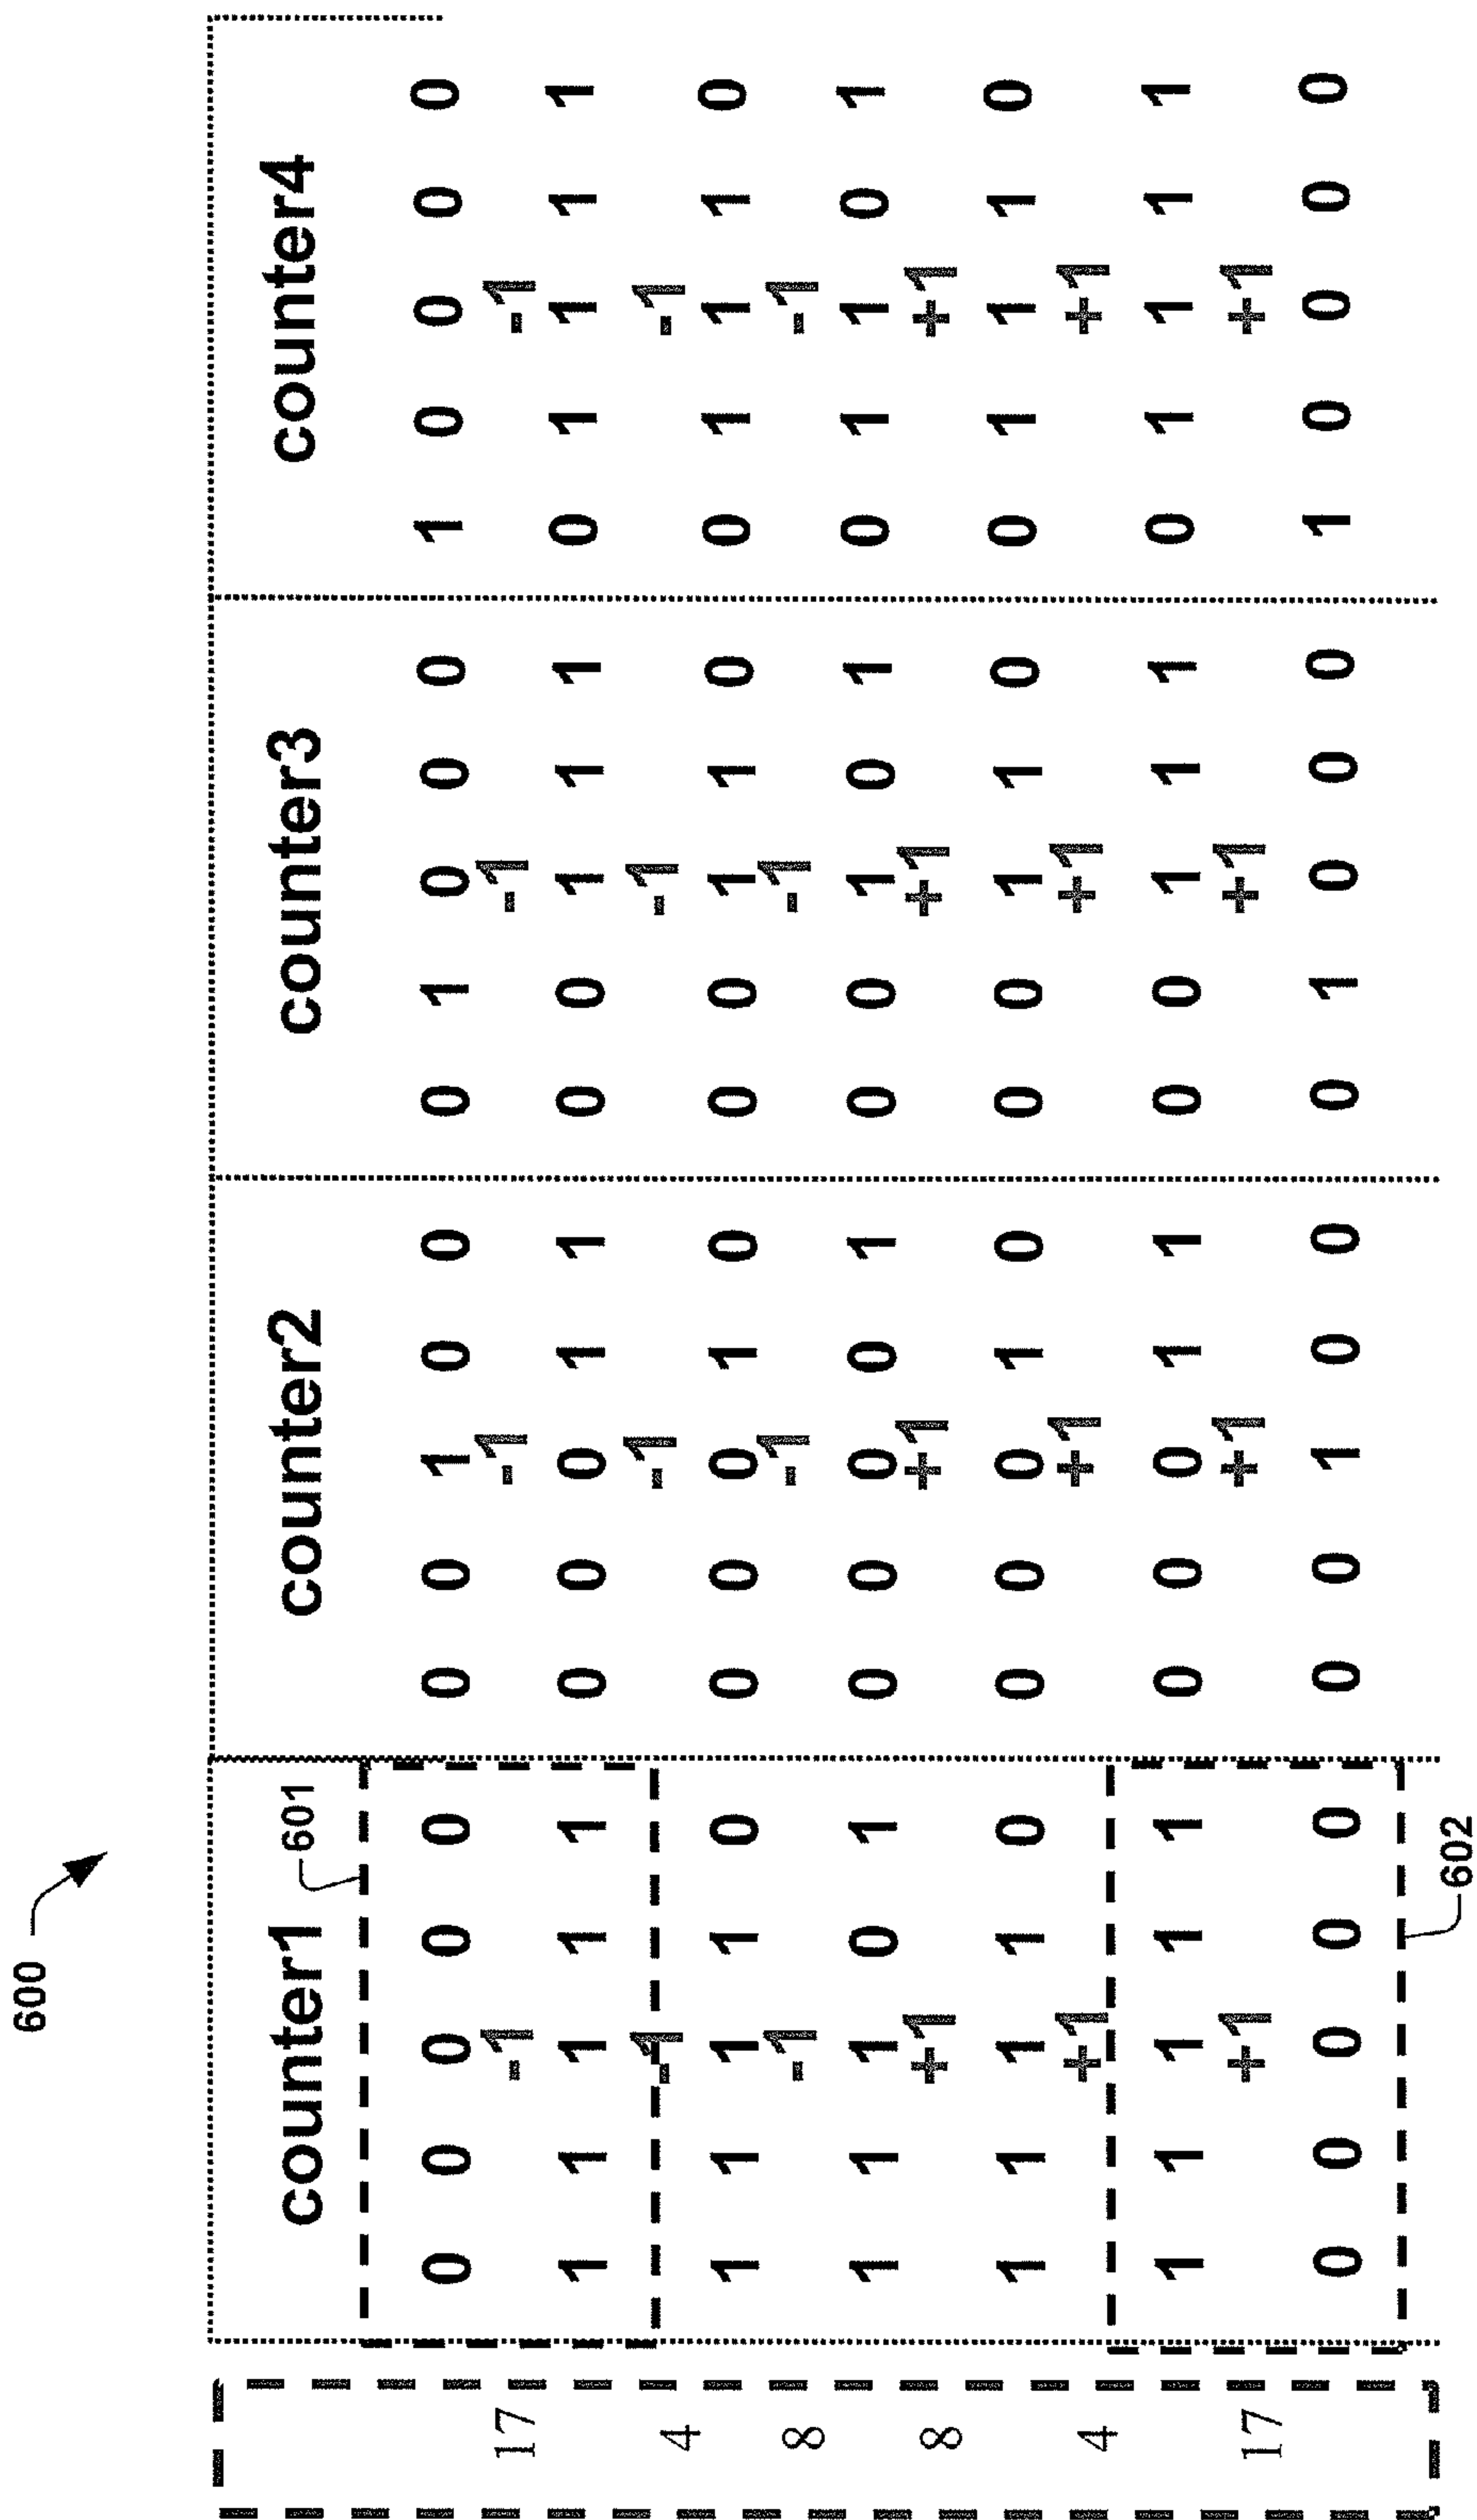 600
counter1 counter2 counter3 counter4
601
0 0 0 0 0 0 0 1 0 0 0 1 0 0 0 1 0 0 0 0
17 -1 -1 -1 -1
1 1 1 1 1 0 0 0 1 1 0 0 1 1 1 0 1 1 1 1
4 -1 -1 -1 -1
1 1 1 1 0 0 0 0 1 0 0 0 1 1 0 0 1 1 1 0
8 -1 -1 -1 -1
1 1 1 0 1 0 0 0 0 1 0 0 1 0 1 0 1 1 0 1
8 +1 +1 +1 +1
1 1 1 1 0 0 0 0 1 0 0 0 1 1 0 0 1 1 1 0
4 +1 +1 +1 +1
1 1 1 1 1 0 0 0 1 1 0 0 1 1 1 0 1 1 1 1
17 +1 +1 +1 +1
0 0 0 0 0 0 0 1 0 0 0 1 0 0 0 1 0 0 0 0
602